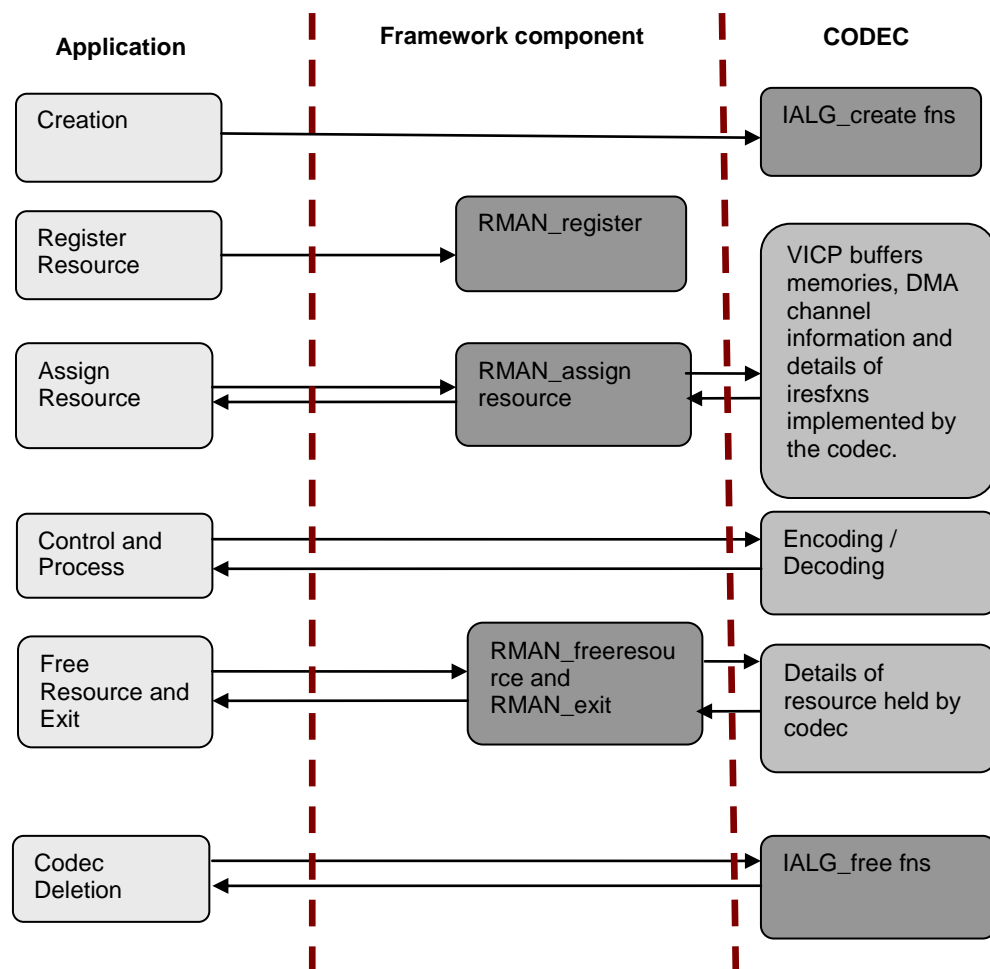 Application
Framework component
CODEC
Creation
IALG_create fns
Register
Resource
RMAN_register
VICP buffers
memories, DMA
channel
information and
details of
iresfxns
implemented by
the codec.
Assign
Resource
RMAN_assign
resource
Control and
Process
Encoding /
Decoding
Free
Resource and
Exit
RMAN_freeresou
rce and
RMAN_exit
Details of
resource held by
codec
Codec
Deletion
IALG_free fns